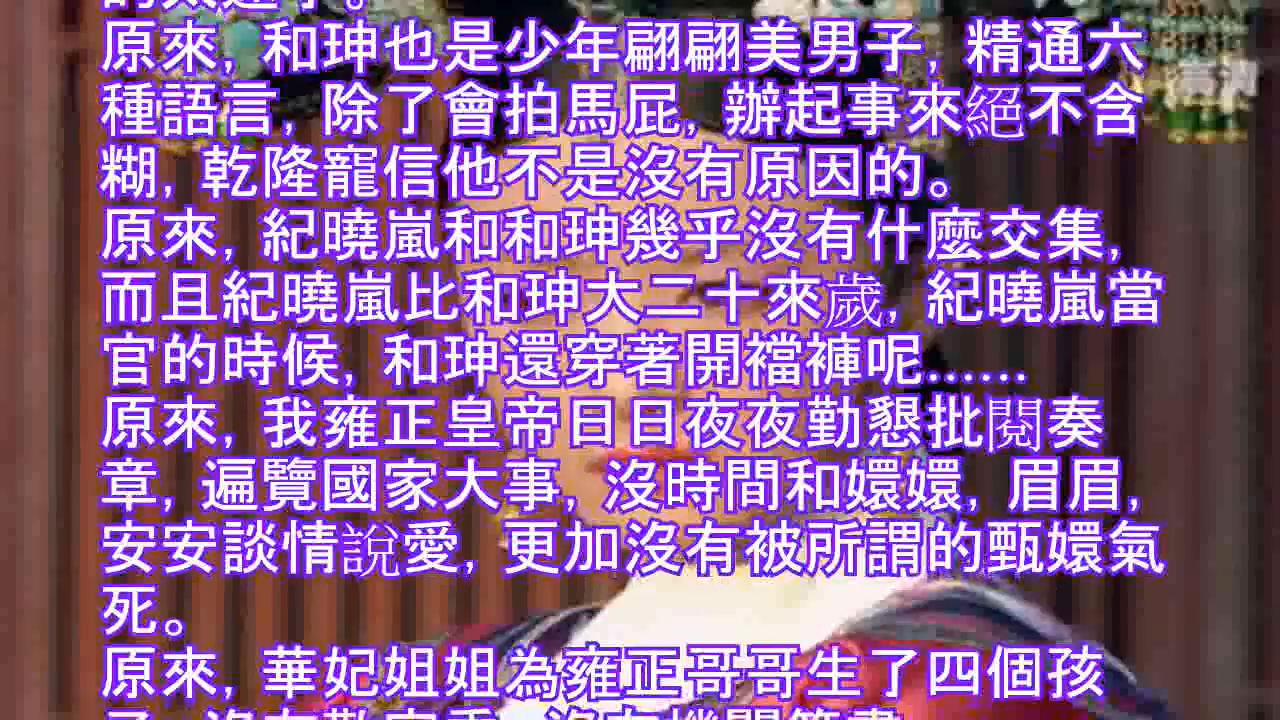 原來, 和珅也是少年翩翩美男子, 精通六
種語言, 除了會拍馬屁, 辦起事來絕不含
糊, 乾隆寵信他不是沒有原因的。
原來, 紀曉嵐和和珅幾乎沒有什麼交集,
而且紀曉嵐比和珅大二十來歲, 紀曉嵐當
官的時候, 和珅還穿著開襠褲呢......
原來, 我雍正皇帝日日夜夜勤懇批閱奏
章, 遍覽國家大事, 沒時間和嬛嬛, 眉眉,
安安談情說愛, 更加沒有被所謂的甄嬛氣
死。
原來, 華妃姐姐為雍正哥哥生了四個孩